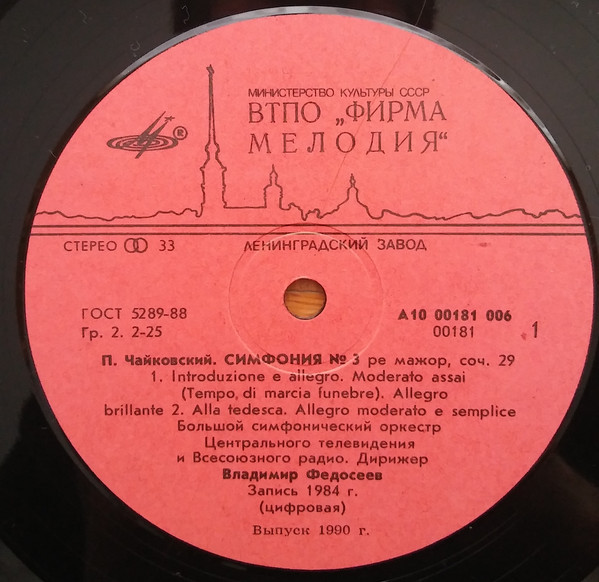 МИНИСТЕРСТВО КУЛЬТУРЫ СССР
ВТПО „ФИРМА
МЕЛОДИЯ“
®
СТЕРЕО 33 ЛЕНИНГРАДСКИЙ ЗАВОД
ГОСТ 5289-88 А10 00181 006
Гр. 2. 2-25 00181 1
П. Чайковский. СИМФОНИЯ № 3 ре мажор, соч. 29
1. Introduzione e allegro. Moderato assai
(Tempo di marcia funebre). Allegro
brillante 2. Alla tedesca. Allegro moderato e semplice
Большой симфонический оркестр
Центрального телевидения
и Всесоюзного радио. Дирижер
Владимир Федосеев
Запись 1984 г.
(цифровая)
Выпуск 1990 г.